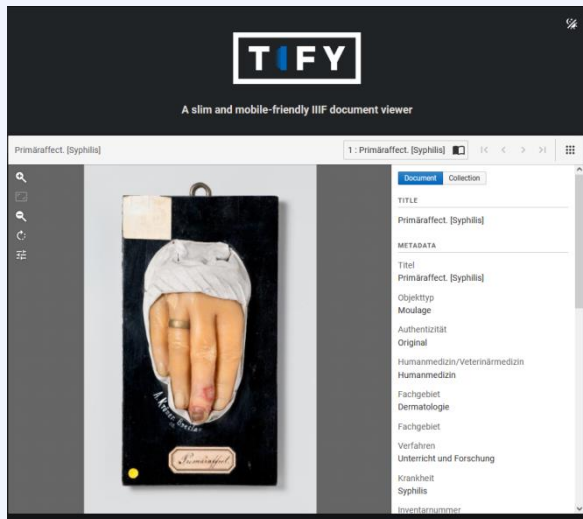 TIFY
A slim and mobile-friendly IIIF document viewer
Primäraffect. [Syphilis]
1 : Primäraffect. [Syphilis]
Document Collection
TITLE
Primäraffect. [Syphilis]
METADATA
Titel
Primäraffect. [Syphilis]
Objekttyp
Moulage
Authentizität
Original
Humanmedizin/Veterinärmedizin
Humanmedizin
Fachgebiet
Dermatologie
Fachgebiet
Verfahren
Unterricht und Forschung
Krankheit
Syphilis
Inventarnummer
A. Kröner
Primäraffect.